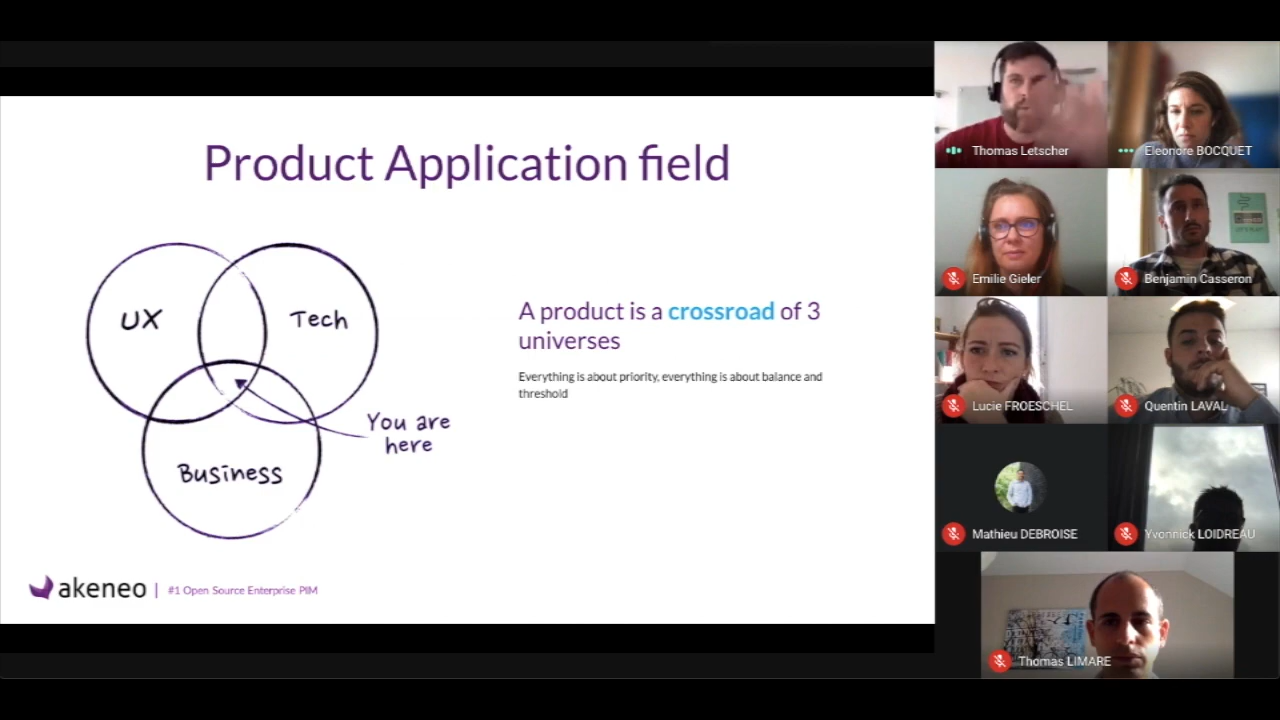 Product Application field
UX
Tech
You are
here
Business
A product is a crossroad of 3
universes
Everything is about priority, everything is about balance and
threshold
akeneo | #1 Open Source Enterprise PIM
Thomas Letscher
Eleonore BOCQUET
Emilie Gieler
Benjamin Casseron
Lucie FROESCHEL
Quentin LAVAL
Mathieu DEBROISE
Yvonnick LOIDREAU
Thomas LIMARE